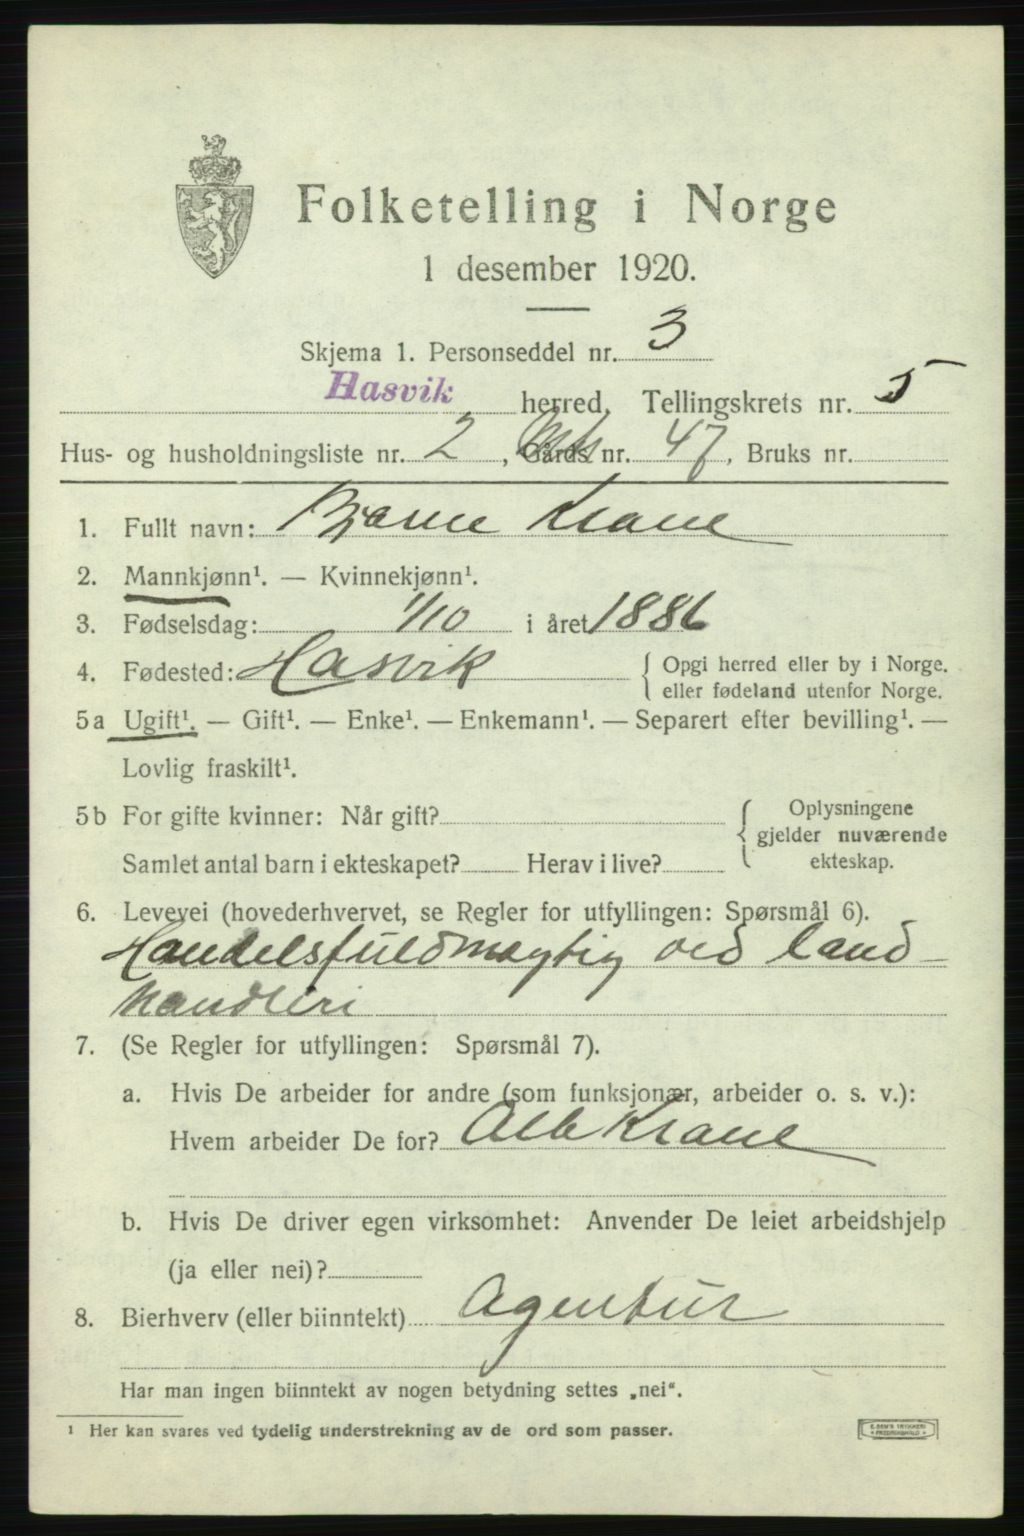 Folketelling i Norge
1 desember 1920.
Skjema 1. Personseddel nr. 3
Hasvik herred, Tellingskrets nr. 5
Hus- og husholdningsliste nr. 2, Gårds nr. 47, Bruks nr.
1. Fullt navn: Bjarne Krane
2. Mannkjønn¹. — Kvinnekjønn¹.
3. Fødselsdag: 1/10 i året 1886
4. Fødested: Hasvik { Opgi herred eller by i Norge.
eller fødeland utenfor Norge.
5a Ugift¹. — Gift¹. — Enke¹. — Enkemann¹. — Separert efter bevilling¹. —
Lovlig fraskilt¹.
5b For gifte kvinner: Når gift? { Oplysningene
gjelder nuværende
Samlet antal barn i ekteskapet? Herav i live? ekteskap.
6. Levevei (hovederhvervet, se Regler for utfyllingen: Spørsmål 6).
Handelsfuldmægtig ved land-
handleri
7. (Se Regler for utfyllingen: Spørsmål 7).
a. Hvis De arbeider for andre (som funksjonær, arbeider o. s. v.):
Hvem arbeider De for? Alb Krane
b. Hvis De driver egen virksomhet: Anvender De leiet arbeidshjelp
(ja eller nei)?
8. Bierhverv (eller biinntekt) Agentur
Har man ingen biinntekt av nogen betydning settes „nei“.
¹ Her kan svares ved tydelig understrekning av de ord som passer.